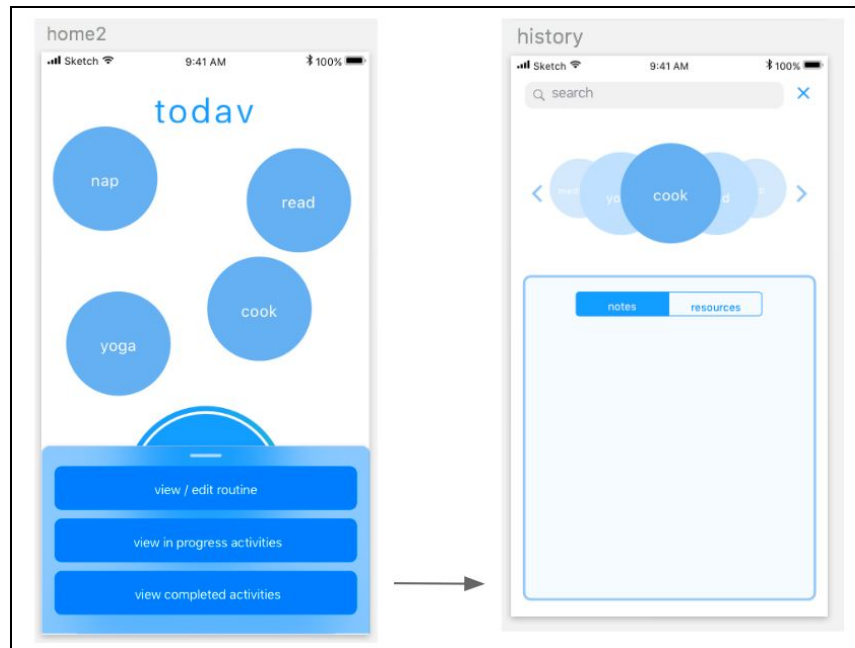 home2
Sketch 9:41 AM 100%
todav
nap
read
cook
yoga
view / edit routine
view in progress activities
view completed activities
history
Sketch 9:41 AM 100%
search
yo
cook
d
notes resources